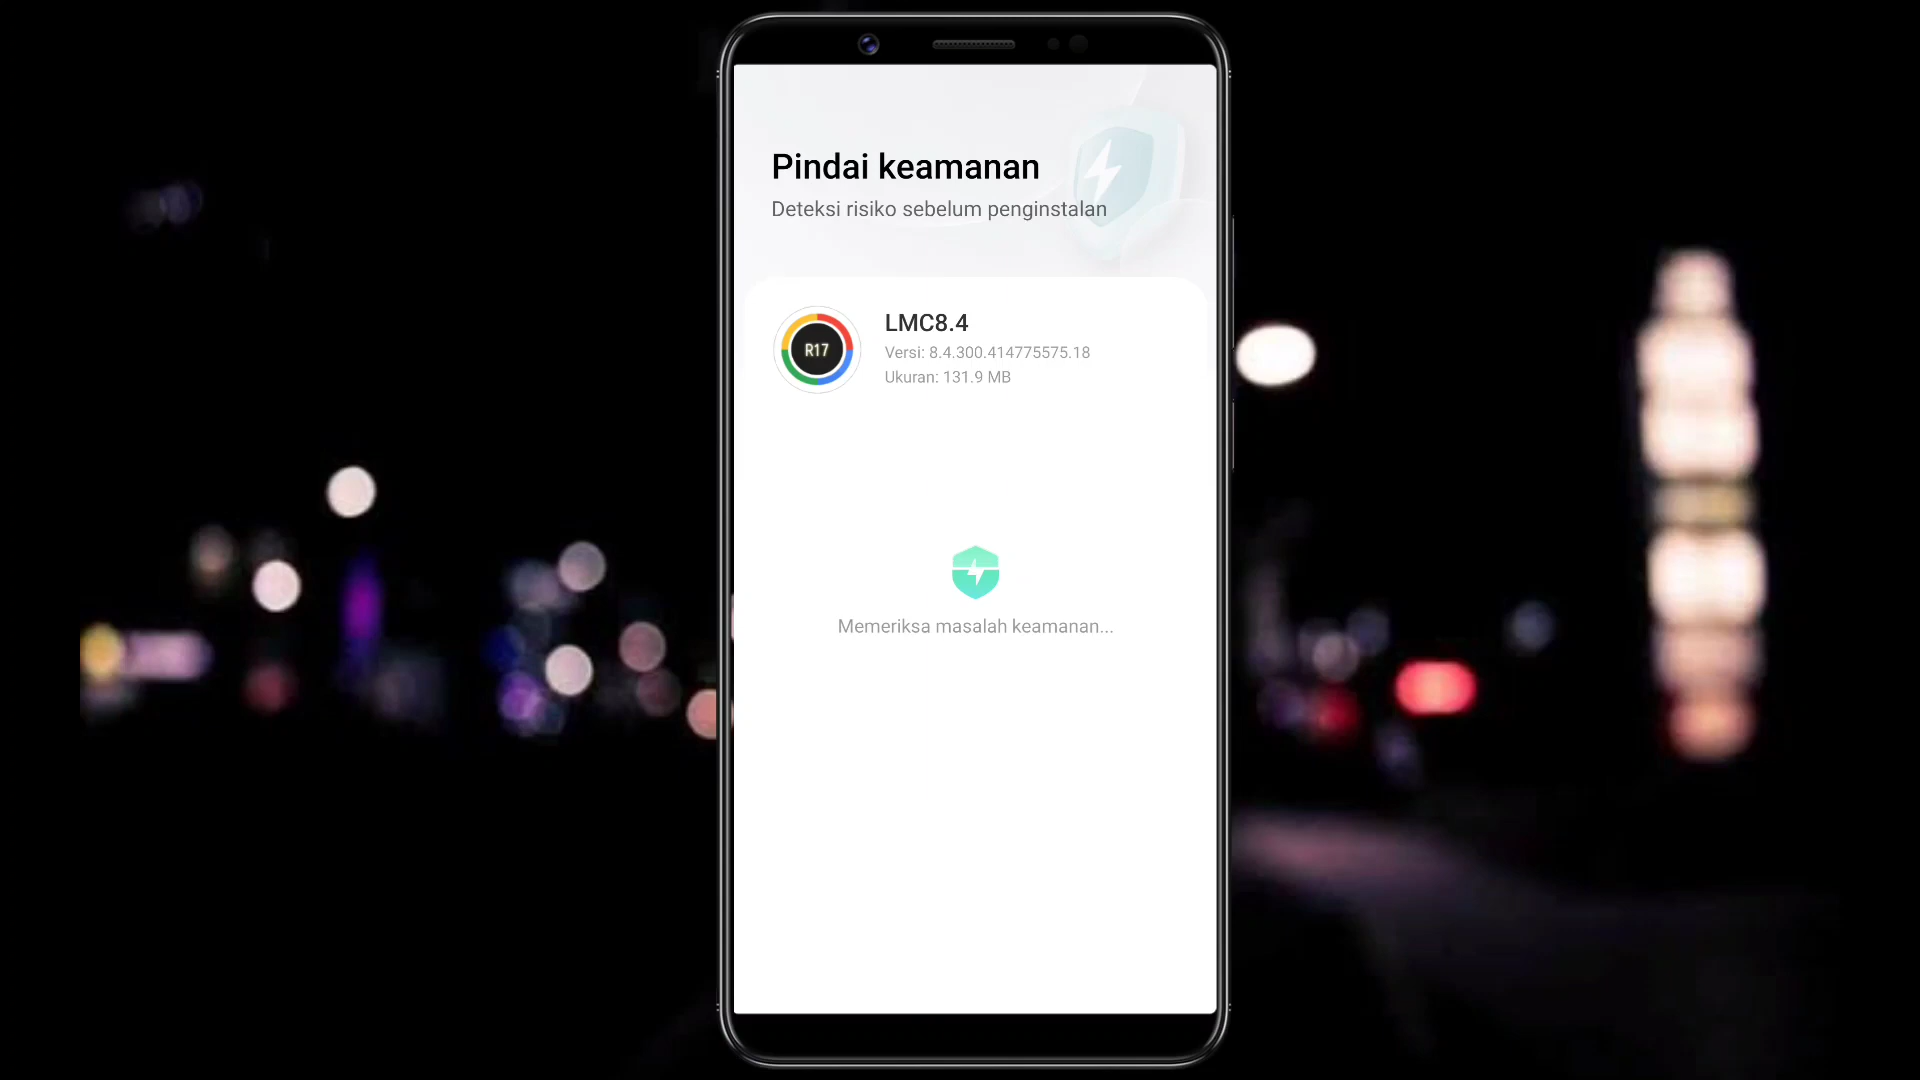 Pindai keamanan
Deteksi risiko sebelum penginstalan
R17
LMC8.4
Versi: 8.4.300.414775575.18
Ukuran: 131.9 MB
Memeriksa masalah keamanan...